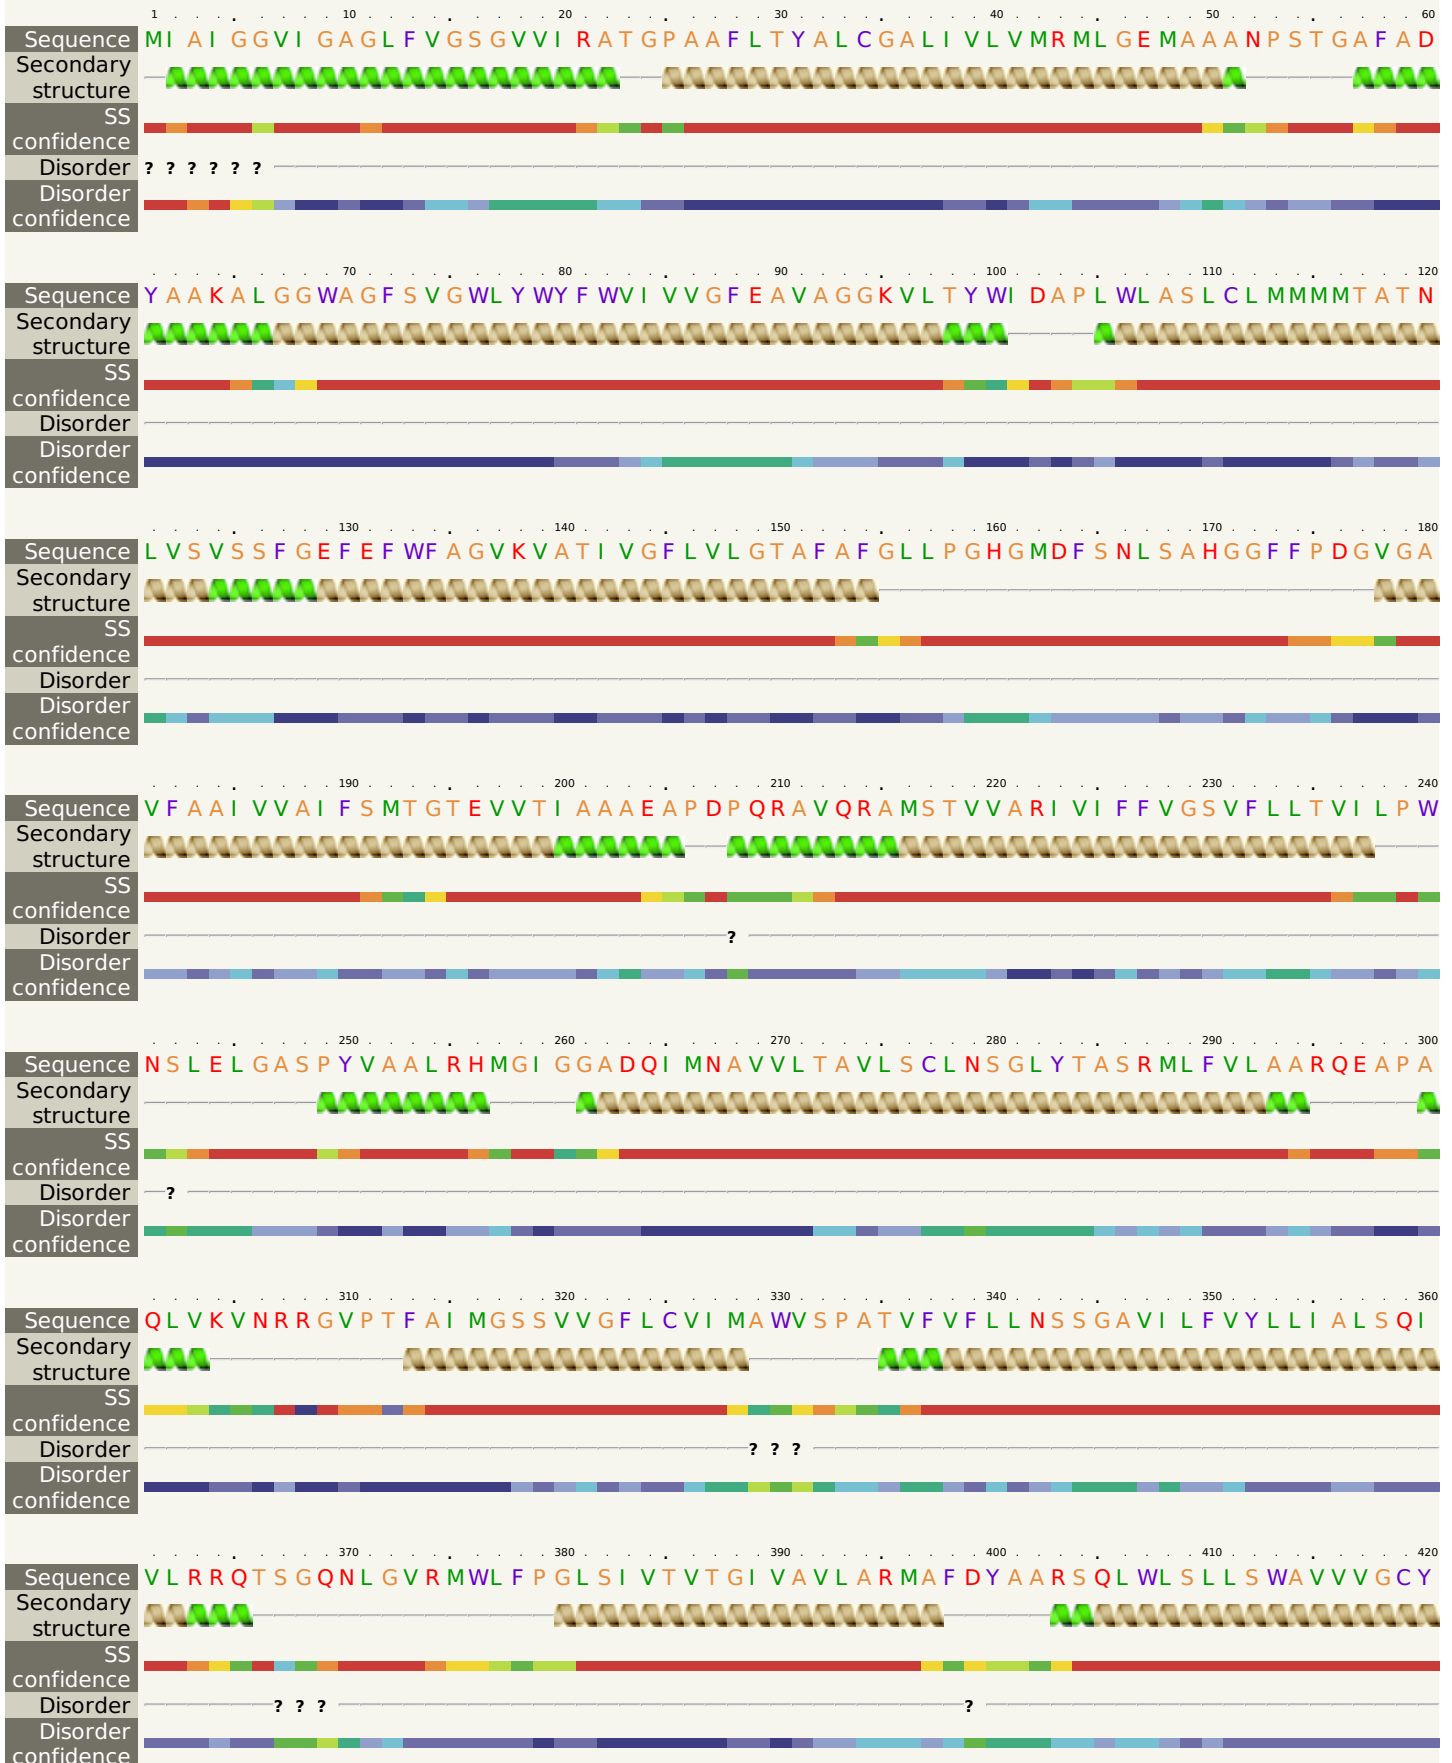 1 . . . . 10 . . . . 20 . . . . 30 . . . . 40 . . . . 50 . . . . 60
Sequence MIAIGGVIGAGLFVGSGVVIRATGPAAFLTYALCGALIVLVMRMLGEMAAANPSTGAFAD
Secondary
structure
SS
confidence
Disorder ? ? ? ? ? ?
Disorder
confidence
70 . . . . 80 . . . . 90 . . . . 100 . . . . 110 . . . . 120
Sequence YAAKALGGWAGFSVGWLYWYFWVIVVGFEAVAGGKVLTYWIDAPLWLASLCLMMMMTATN
Secondary
structure
SS
confidence
Disorder
Disorder
confidence
130 . . . . 140 . . . . 150 . . . . 160 . . . . 170 . . . . 180
Sequence LVSVSSFGEFEFWFAGVKVATIVGFLVLGTAFAFGLLPGHGMDFSNLSAHGGFFPDGVGA
Secondary
structure
SS
confidence
Disorder
Disorder
confidence
190 . . . . 200 . . . . 210 . . . . 220 . . . . 230 . . . . 240
Sequence VFAAIVVAIFSMTGTEVVTIAAAEAPDPQRAVQRAMSTVVARIVIFFVGSVFLLTVILPW
Secondary
structure
SS
confidence
Disorder ?
Disorder
confidence
250 . . . . 260 . . . . 270 . . . . 280 . . . . 290 . . . . 300
Sequence NSLELGASPYVAALRHMGIGGADQIMNAVVLTAVLSCLNSGLYTASRMLFVLAARQEAPA
Secondary
structure
SS
confidence
Disorder ?
Disorder
confidence
310 . . . . 320 . . . . 330 . . . . 340 . . . . 350 . . . . 360
Sequence QLVKVNRRGVPTFAIMGSSVVGFLCVIMAWVSPATVFVFLLNSSGAVILFVYLLIALSQI
Secondary
structure
SS
confidence
Disorder ? ? ?
Disorder
confidence
370 . . . . 380 . . . . 390 . . . . 400 . . . . 410 . . . . 420
Sequence VLRRQTSGQNLGVRMWLFPGLSIVTVTGIVAVLARMAFDYAARSQLWLSLLSWAVVVGCY
Secondary
structure
SS
confidence
Disorder ? ? ? ?
Disorder
confidence